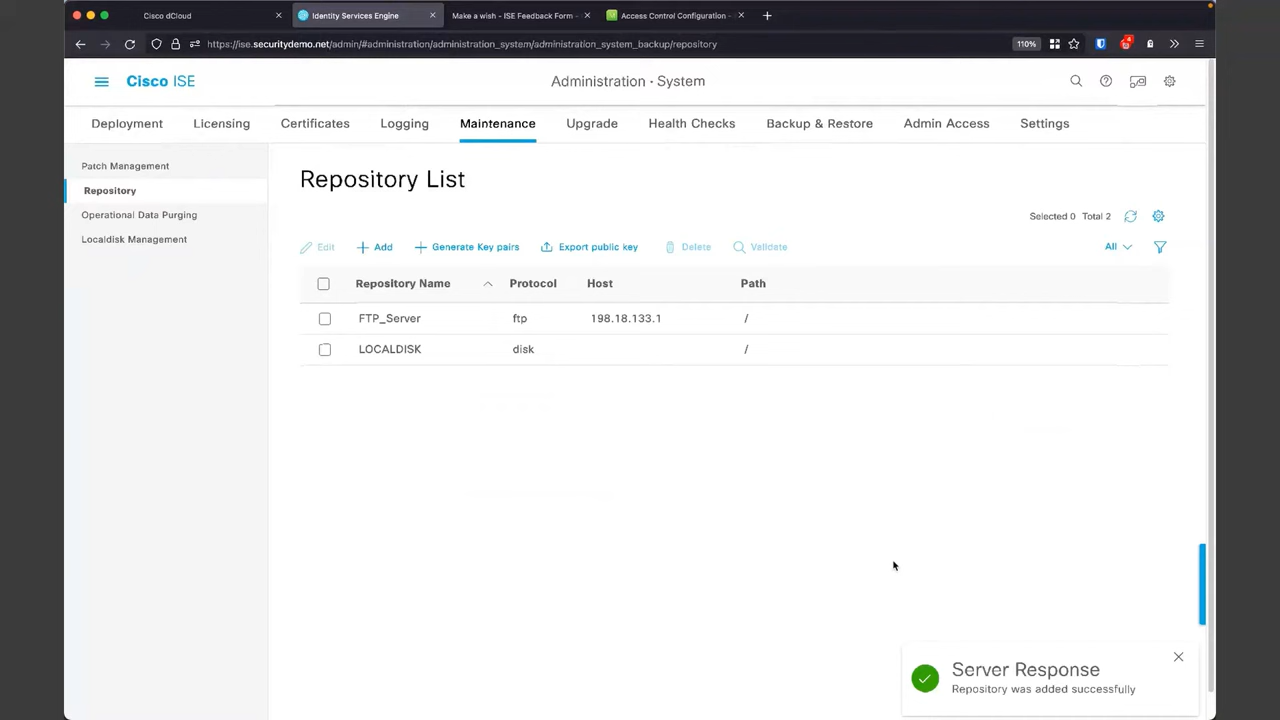 Cisco dCloud
Identity Services Engine
Make a wish - ISE Feedback Form -
Access Control Configuration -
https://ise.securitydemo.net/admin/#administration/administration_system/administration_system_backup/repository
110%
4
Cisco ISE
Administration · System
Deployment
Licensing
Certificates
Logging
Maintenance
Upgrade
Health Checks
Backup & Restore
Admin Access
Settings
Patch Management
Repository
Operational Data Purging
Localdisk Management
Repository List
Selected 0 Total 2
Edit
Add
Generate Key pairs
Export public key
Delete
Validate
All
Repository Name Protocol Host Path
FTP_Server ftp 198.18.133.1 /
LOCALDISK disk /
Server Response
Repository was added successfully